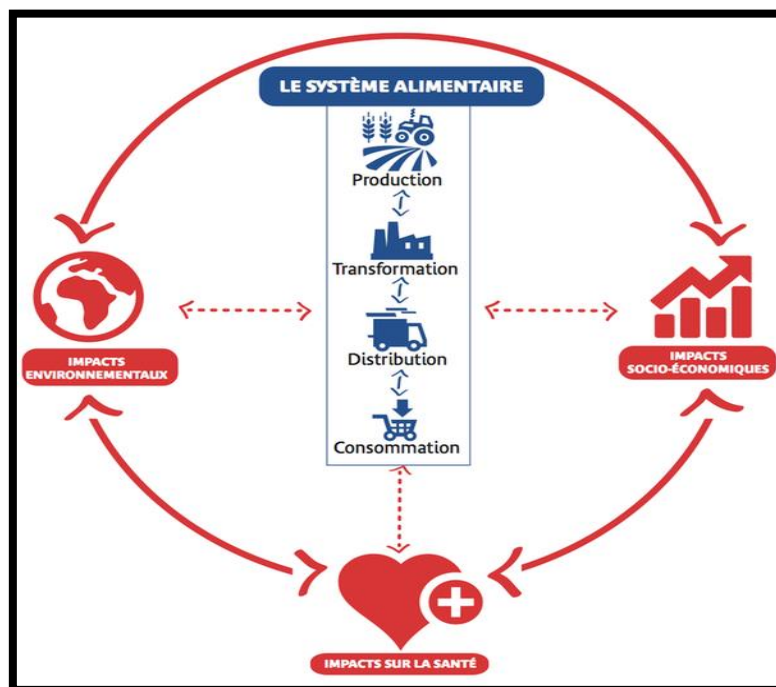 LE SYSTÈME ALIMENTAIRE
Production
Transformation
Distribution
Consommation
IMPACTS
ENVIRONNEMENTAUX
IMPACTS
SOCIO-ÉCONOMIQUES
IMPACTS SUR LA SANTÉ